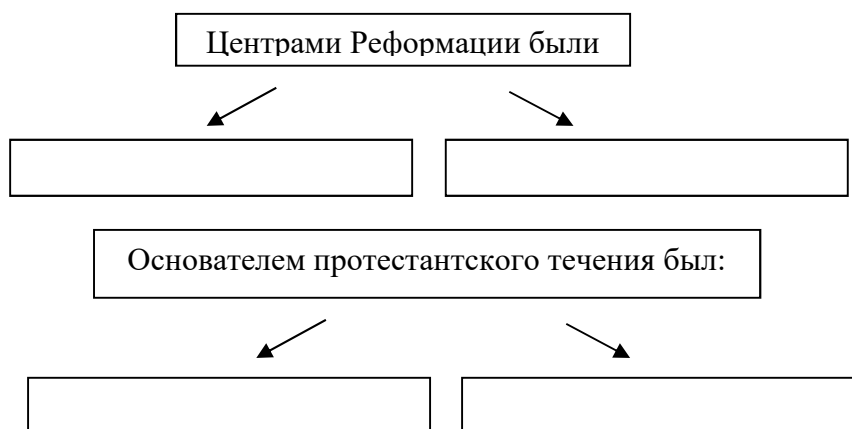 Центрами Реформации были
Основателем протестантского течения был: